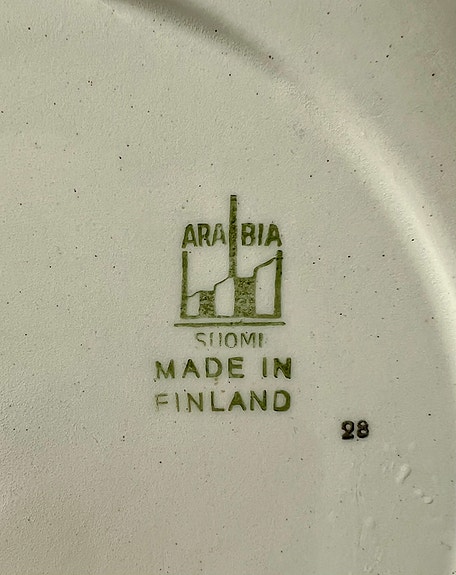 ARABIA
SUOMI
MADE IN
FINLAND
28